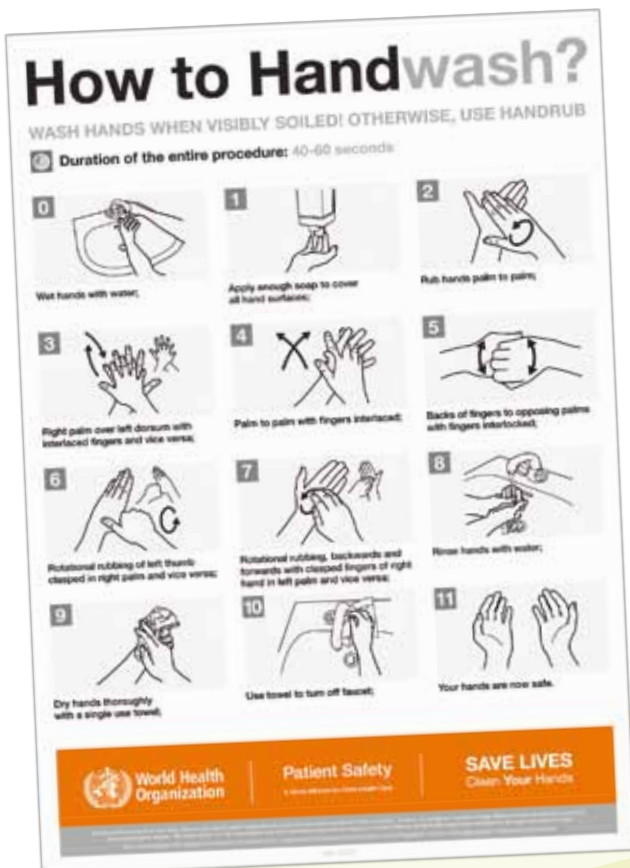 How to Handwash?
WASH HANDS WHEN VISIBLY SOILED! OTHERWISE, USE HANDRUB
Duration of the entire procedure: 40-60 seconds
0
Wet hands with water;
1
Apply enough soap to cover
all hand surfaces;
2
Rub hands palm to palm;
3
Right palm over left dorsum with
interlaced fingers and vice versa;
4
Palm to palm with fingers interlaced;
5
Backs of fingers to opposing palms
with fingers interlocked;
6
Rotational rubbing of left thumb
clasped in right palm and vice versa;
7
Rotational rubbing, backwards and
forwards with clasped fingers of right
hand in left palm and vice versa;
8
Rinse hands with water;
9
Dry hands thoroughly
with a single use towel;
10
Use towel to turn off faucet;
11
Your hands are now safe.
World Health
Organization
Patient Safety
SAVE LIVES
Clean Your Hands